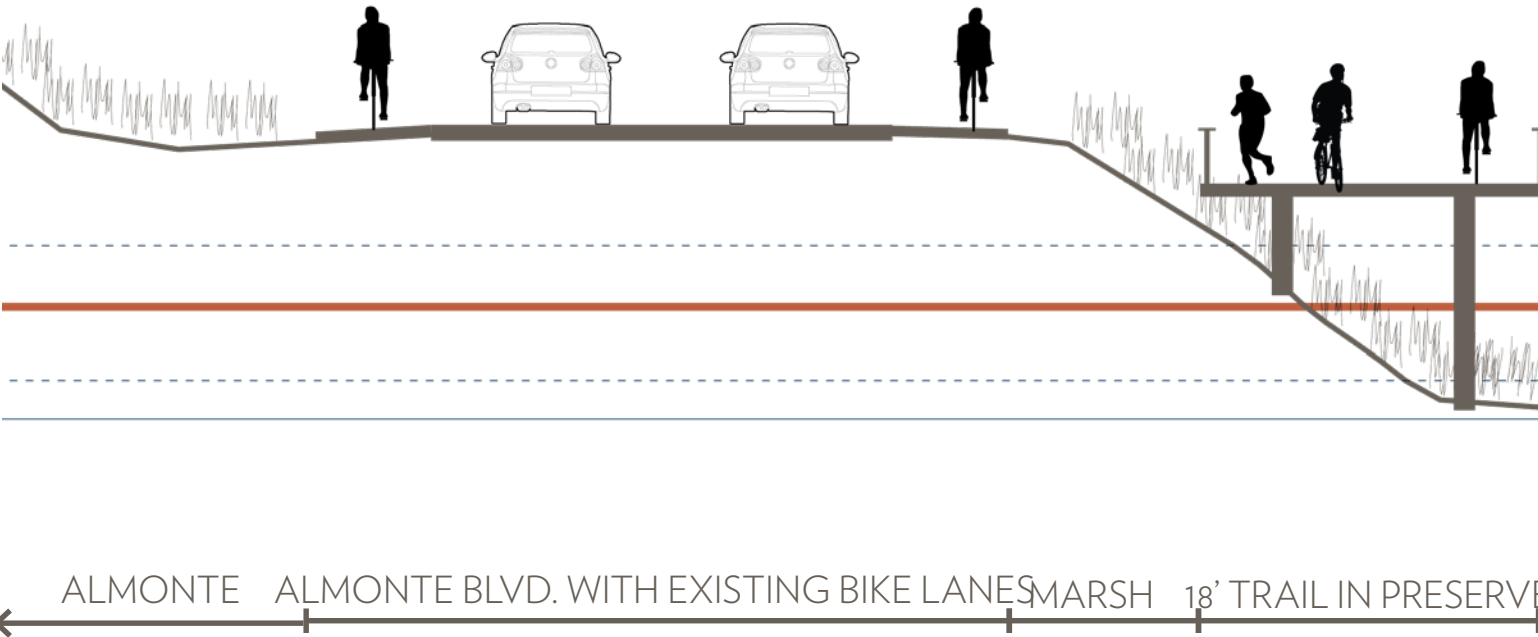 ALMONTE
ALMONTE BLVD. WITH EXISTING BIKE LANES
MARSH
18’ TRAIL IN PRESERVE